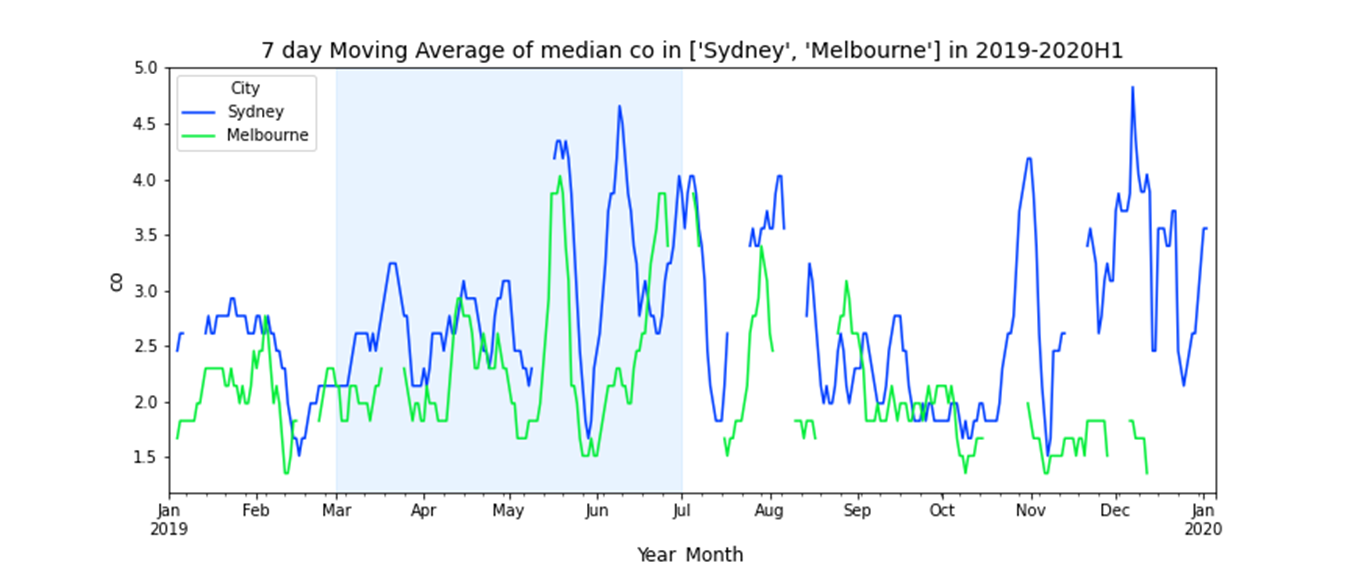 7 day Moving Average of median co in ['Sydney', 'Melbourne'] in 2019-2020H1
5.0
4.5
4.0
3.5
3.0
2.5
2.0
1.5
co
City
Sydney
Melbourne
Jan Feb Mar Apr May Jun Jul Aug Sep Oct Nov Dec Jan
2019 2020
Year Month